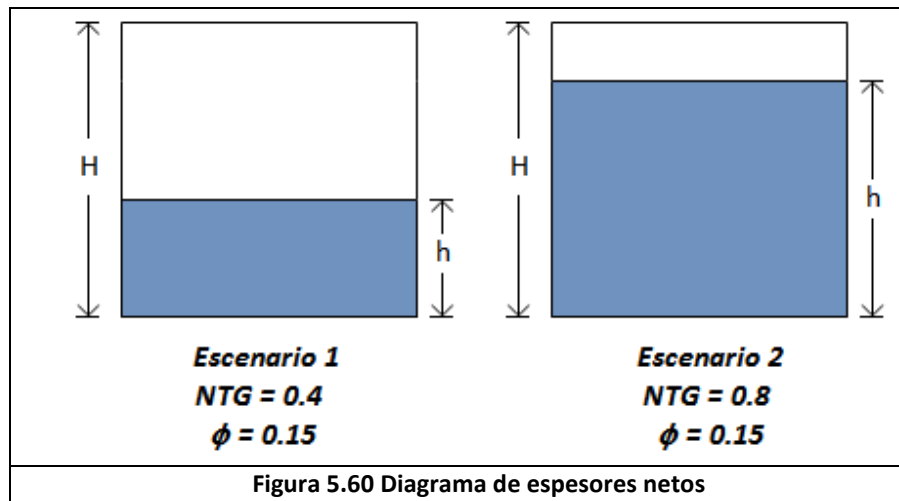 H
h
Escenario 1
NTG = 0.4
ϕ = 0.15
H
h
Escenario 2
NTG = 0.8
ϕ = 0.15
Figura 5.60 Diagrama de espesores netos